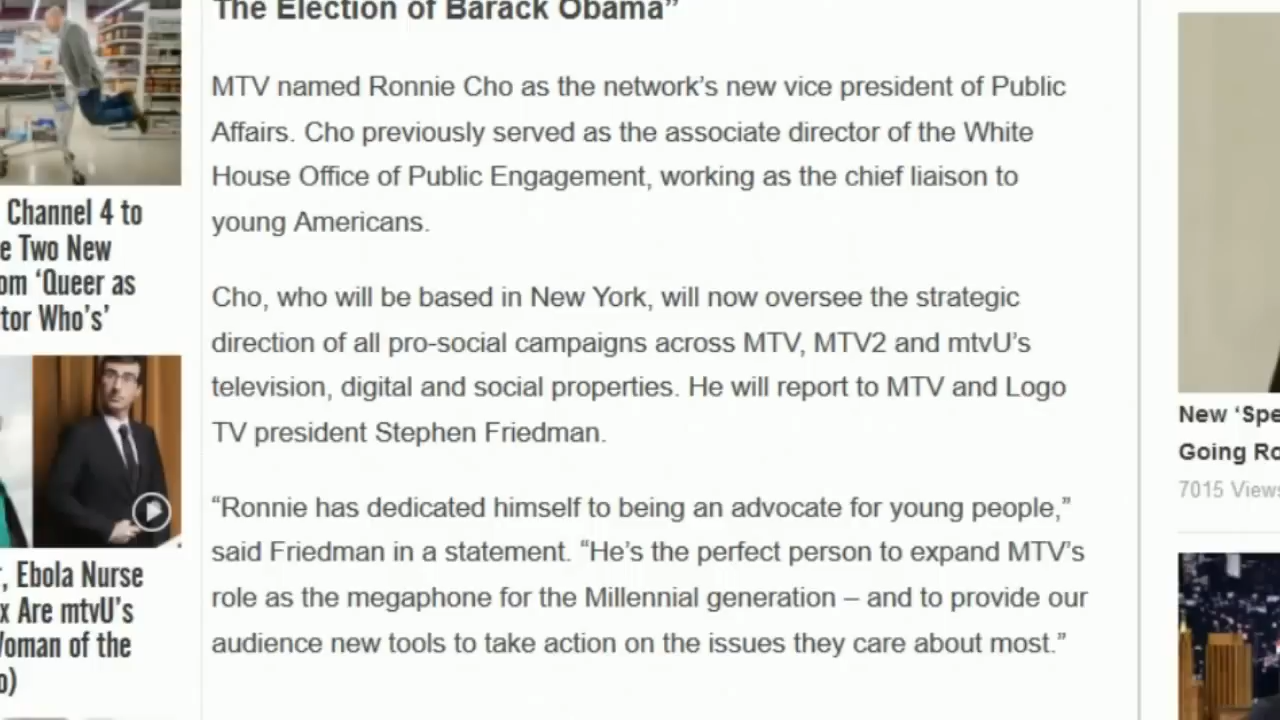 The Election of Barack Obama”
MTV named Ronnie Cho as the network’s new vice president of Public
Affairs. Cho previously served as the associate director of the White
House Office of Public Engagement, working as the chief liaison to
young Americans.
Cho, who will be based in New York, will now oversee the strategic
direction of all pro-social campaigns across MTV, MTV2 and mtvU’s
television, digital and social properties. He will report to MTV and Logo
TV president Stephen Friedman.
“Ronnie has dedicated himself to being an advocate for young people,”
said Friedman in a statement. “He’s the perfect person to expand MTV’s
role as the megaphone for the Millennial generation – and to provide our
audience new tools to take action on the issues they care about most.”
Channel 4 to
e Two New
om ‘Queer as
tor Who’s’
, Ebola Nurse
x Are mtvU’s
Woman of the
o)
New ‘Spe
Going Ro
7015 Views